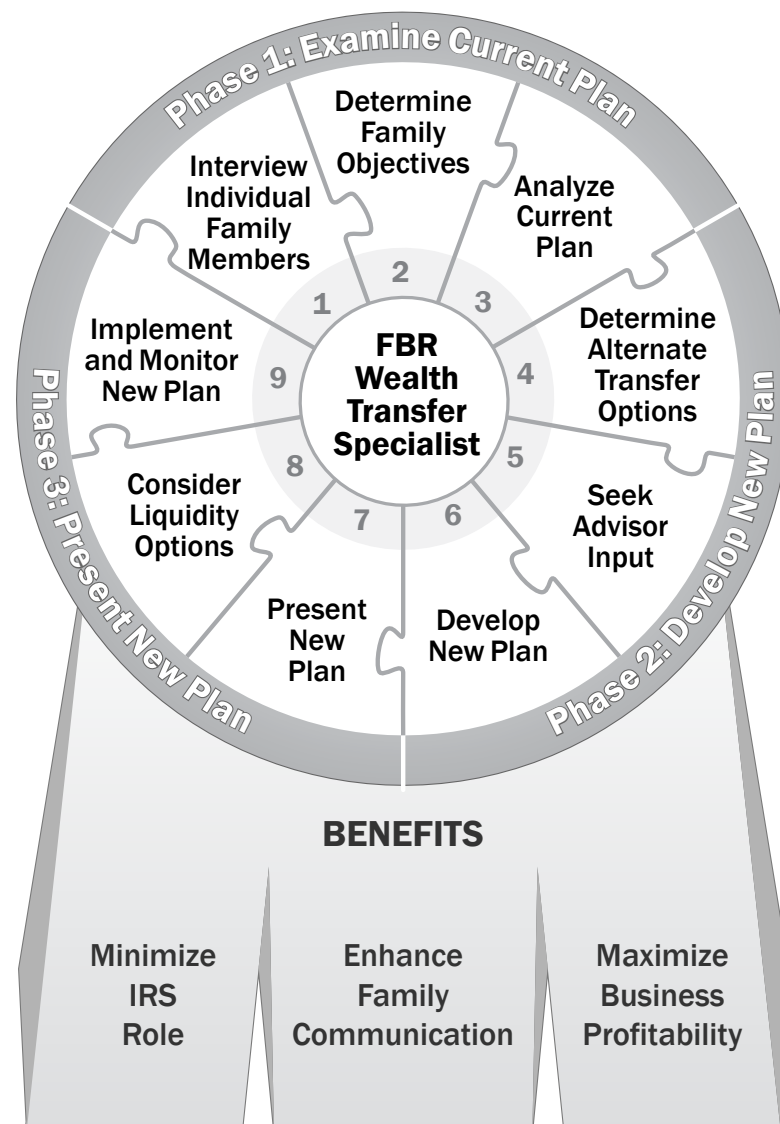 Phase 1: Examine Current Plan
Interview
Individual
Family
Members
1
Determine
Family
Objectives
2
Analyze
Current
Plan
3
Phase 2: Develop New Plan
Determine
Alternate
Transfer
Options
4
Seek
Advisor
Input
5
Develop
New Plan
6
Phase 3: Present New Plan
Present
New
Plan
7
Consider
Liquidity
Options
8
Implement
and Monitor
New Plan
9
FBR
Wealth
Transfer
Specialist
BENEFITS
Minimize
IRS
Role
Enhance
Family
Communication
Maximize
Business
Profitability